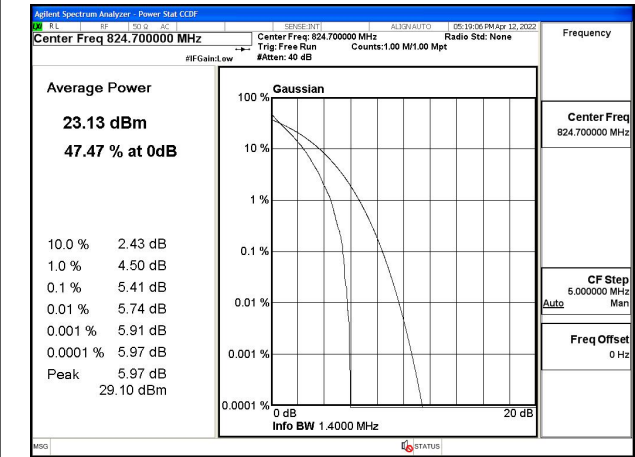 Agilent Spectrum Analyzer - Power Stat CCDF
RL RF 50 Ω AC SENSE:INT ALIGN AUTO 05:19:06 PM Apr 12, 2022
Center Freq 824.700000 MHz
Center Freq: 824.700000 MHz
Radio Std: None
Trig: Free Run Counts:1.00 M/1.00 Mpt
#IFGain:Low #Atten: 40 dB
Frequency
Average Power
23.13 dBm
47.47 % at 0dB
10.0 % 2.43 dB
1.0 % 4.50 dB
0.1 % 5.41 dB
0.01 % 5.74 dB
0.001 % 5.91 dB
0.0001 % 5.97 dB
Peak 5.97 dB
29.10 dBm
Gaussian
100 %
10 %
1 %
0.1 %
0.01 %
0.001 %
0.0001 %
0 dB 20 dB
Info BW 1.4000 MHz
Center Freq
824.700000 MHz
CF Step
5.000000 MHz
Auto Man
Freq Offset
0 Hz
MSG STATUS